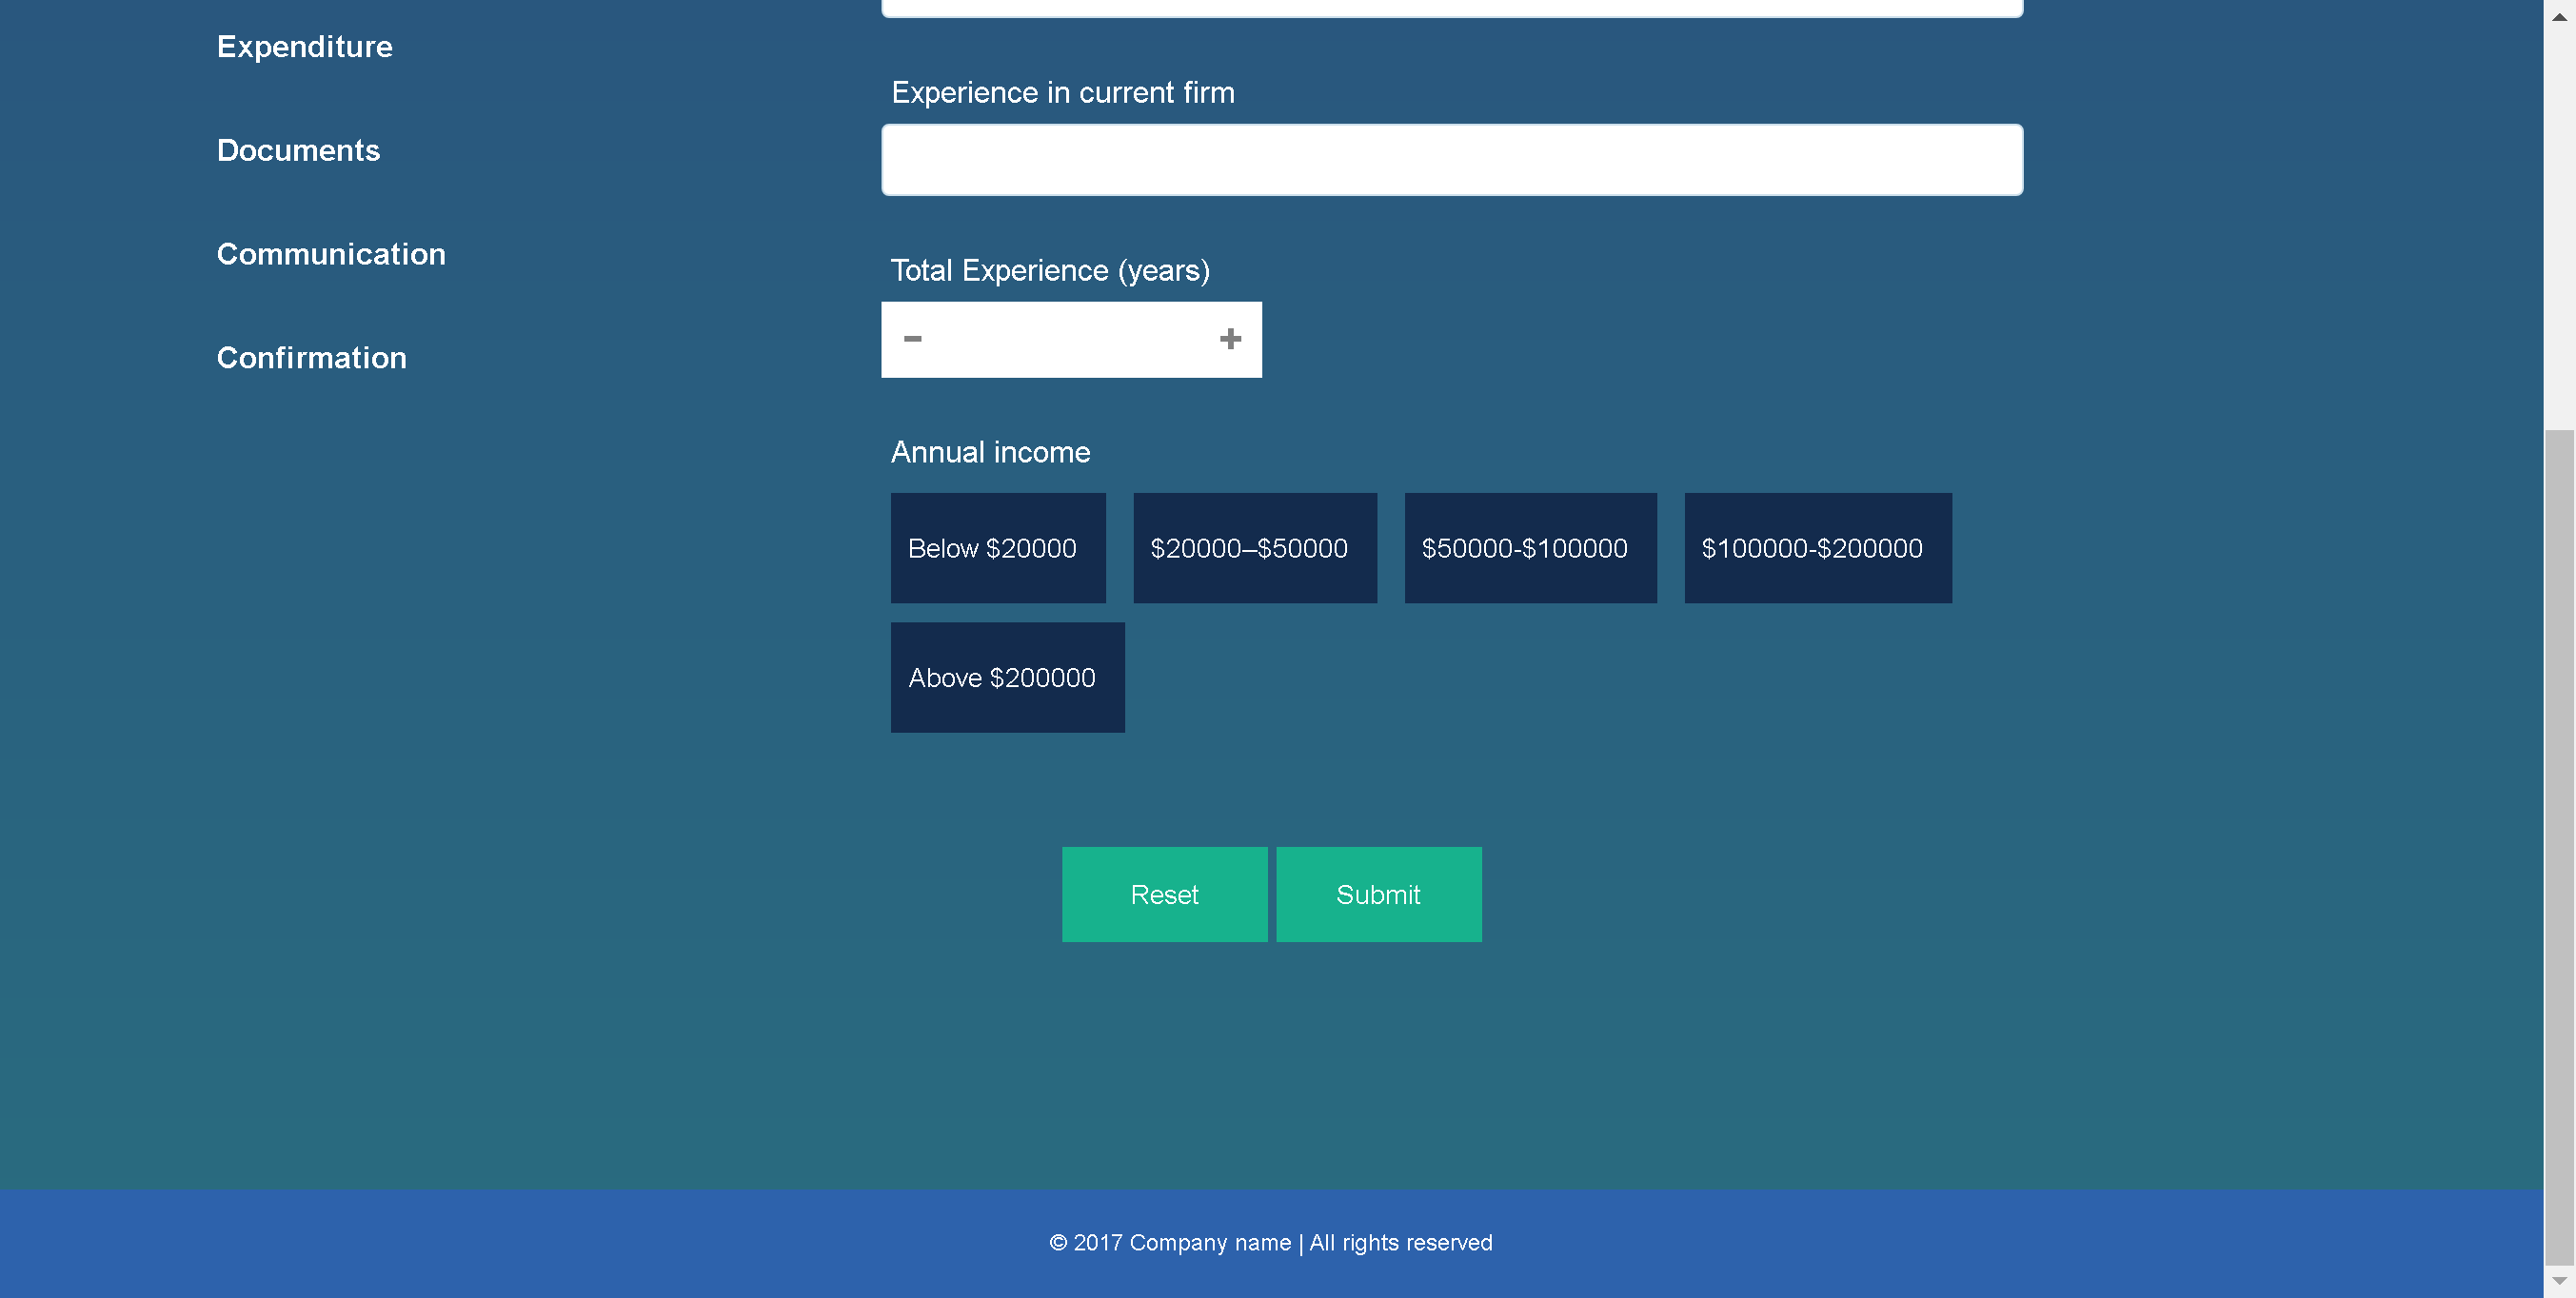 Expenditure
Documents
Communication
Confirmation
Experience in current firm
Total Experience (years)
- +
Annual income
Below $20000
$20000–$50000
$50000-$100000
$100000-$200000
Above $200000
Reset
Submit
© 2017 Company name | All rights reserved